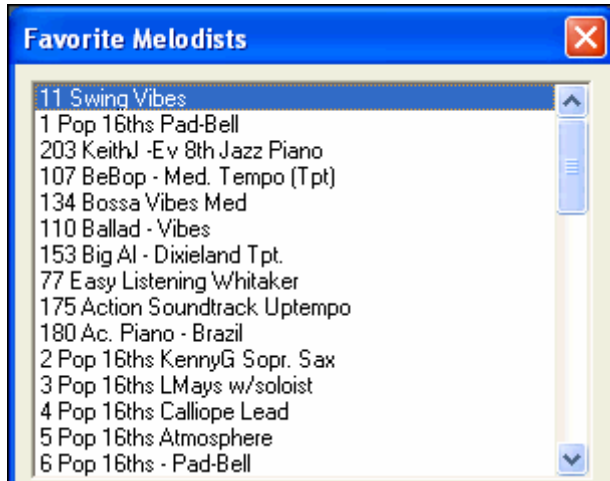 Favorite Melodists
11 Swing Vibes
1 Pop 16ths Pad-Bell
203 KeithJ -Ev 8th Jazz Piano
107 BeBop - Med. Tempo (Tpt)
134 Bossa Vibes Med
110 Ballad - Vibes
153 Big Al - Dixieland Tpt.
77 Easy Listening Whitaker
175 Action Soundtrack Uptempo
180 Ac. Piano - Brazil
2 Pop 16ths KennyG Sopr. Sax
3 Pop 16ths LMays w/soloist
4 Pop 16ths Calliope Lead
5 Pop 16ths Atmosphere
6 Pop 16ths - Pad-Bell